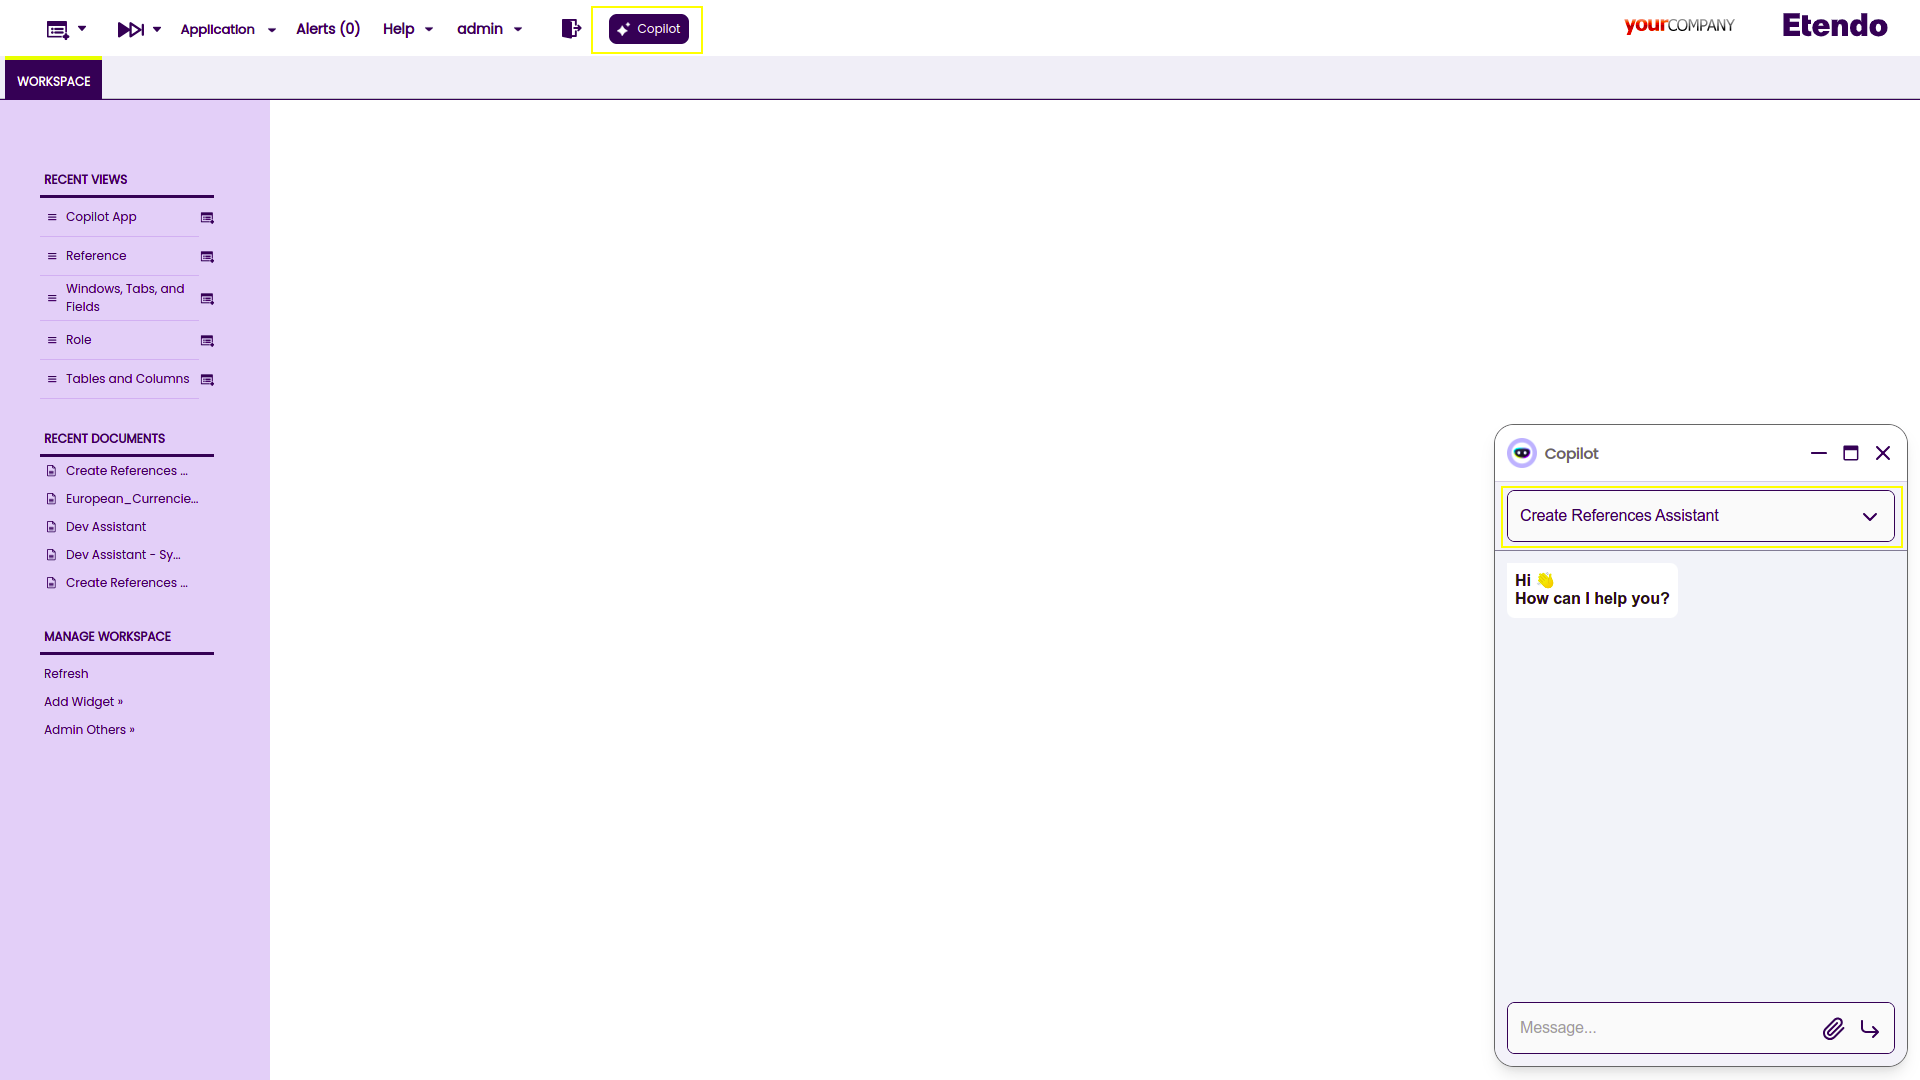 Application
Alerts (0)
Help
admin
Copilot
yourCOMPANY
Etendo
WORKSPACE
RECENT VIEWS
Copilot App
Reference
Windows, Tabs, and
Fields
Role
Tables and Columns
RECENT DOCUMENTS
Create References ...
European_Currencie...
Dev Assistant
Dev Assistant - Sy...
Create References ...
MANAGE WORKSPACE
Refresh
Add Widget »
Admin Others »
Copilot
Create References Assistant
Hi 👋
How can I help you?
Message...